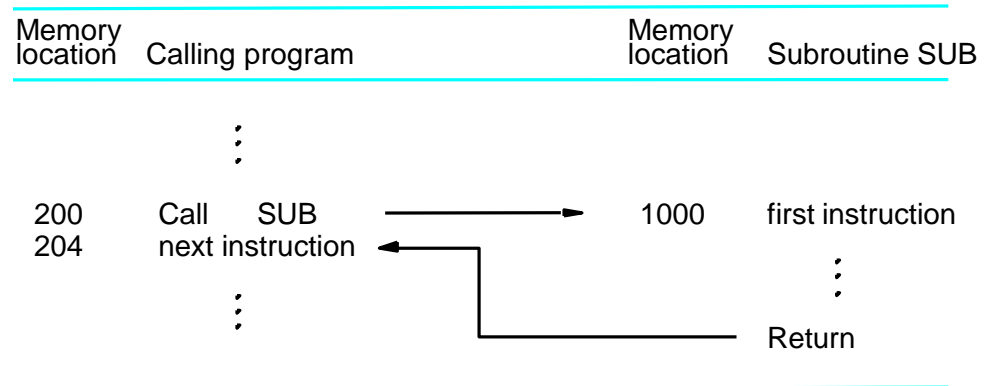 Memory location Calling program Memory location Subroutine SUB
200 Call SUB 1000 first instruction
204 next instruction
Return